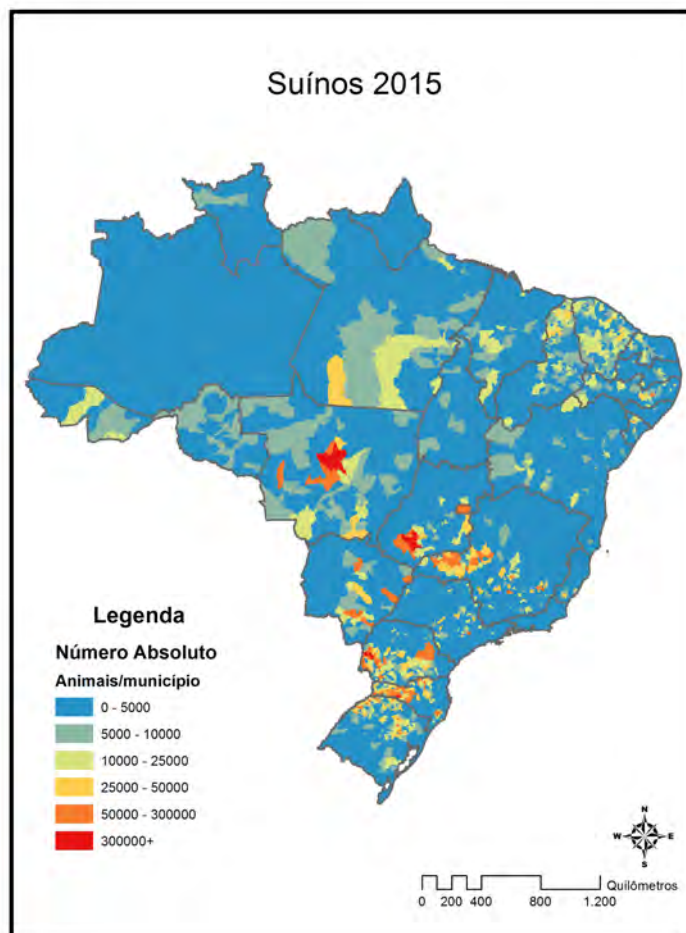 Suínos 2015
Legenda
Número Absoluto
Animais/município
0 - 5000
5000 - 10000
10000 - 25000
25000 - 50000
50000 - 300000
300000+
N
W E
S
Quilômetros
0 200 400 800 1.200